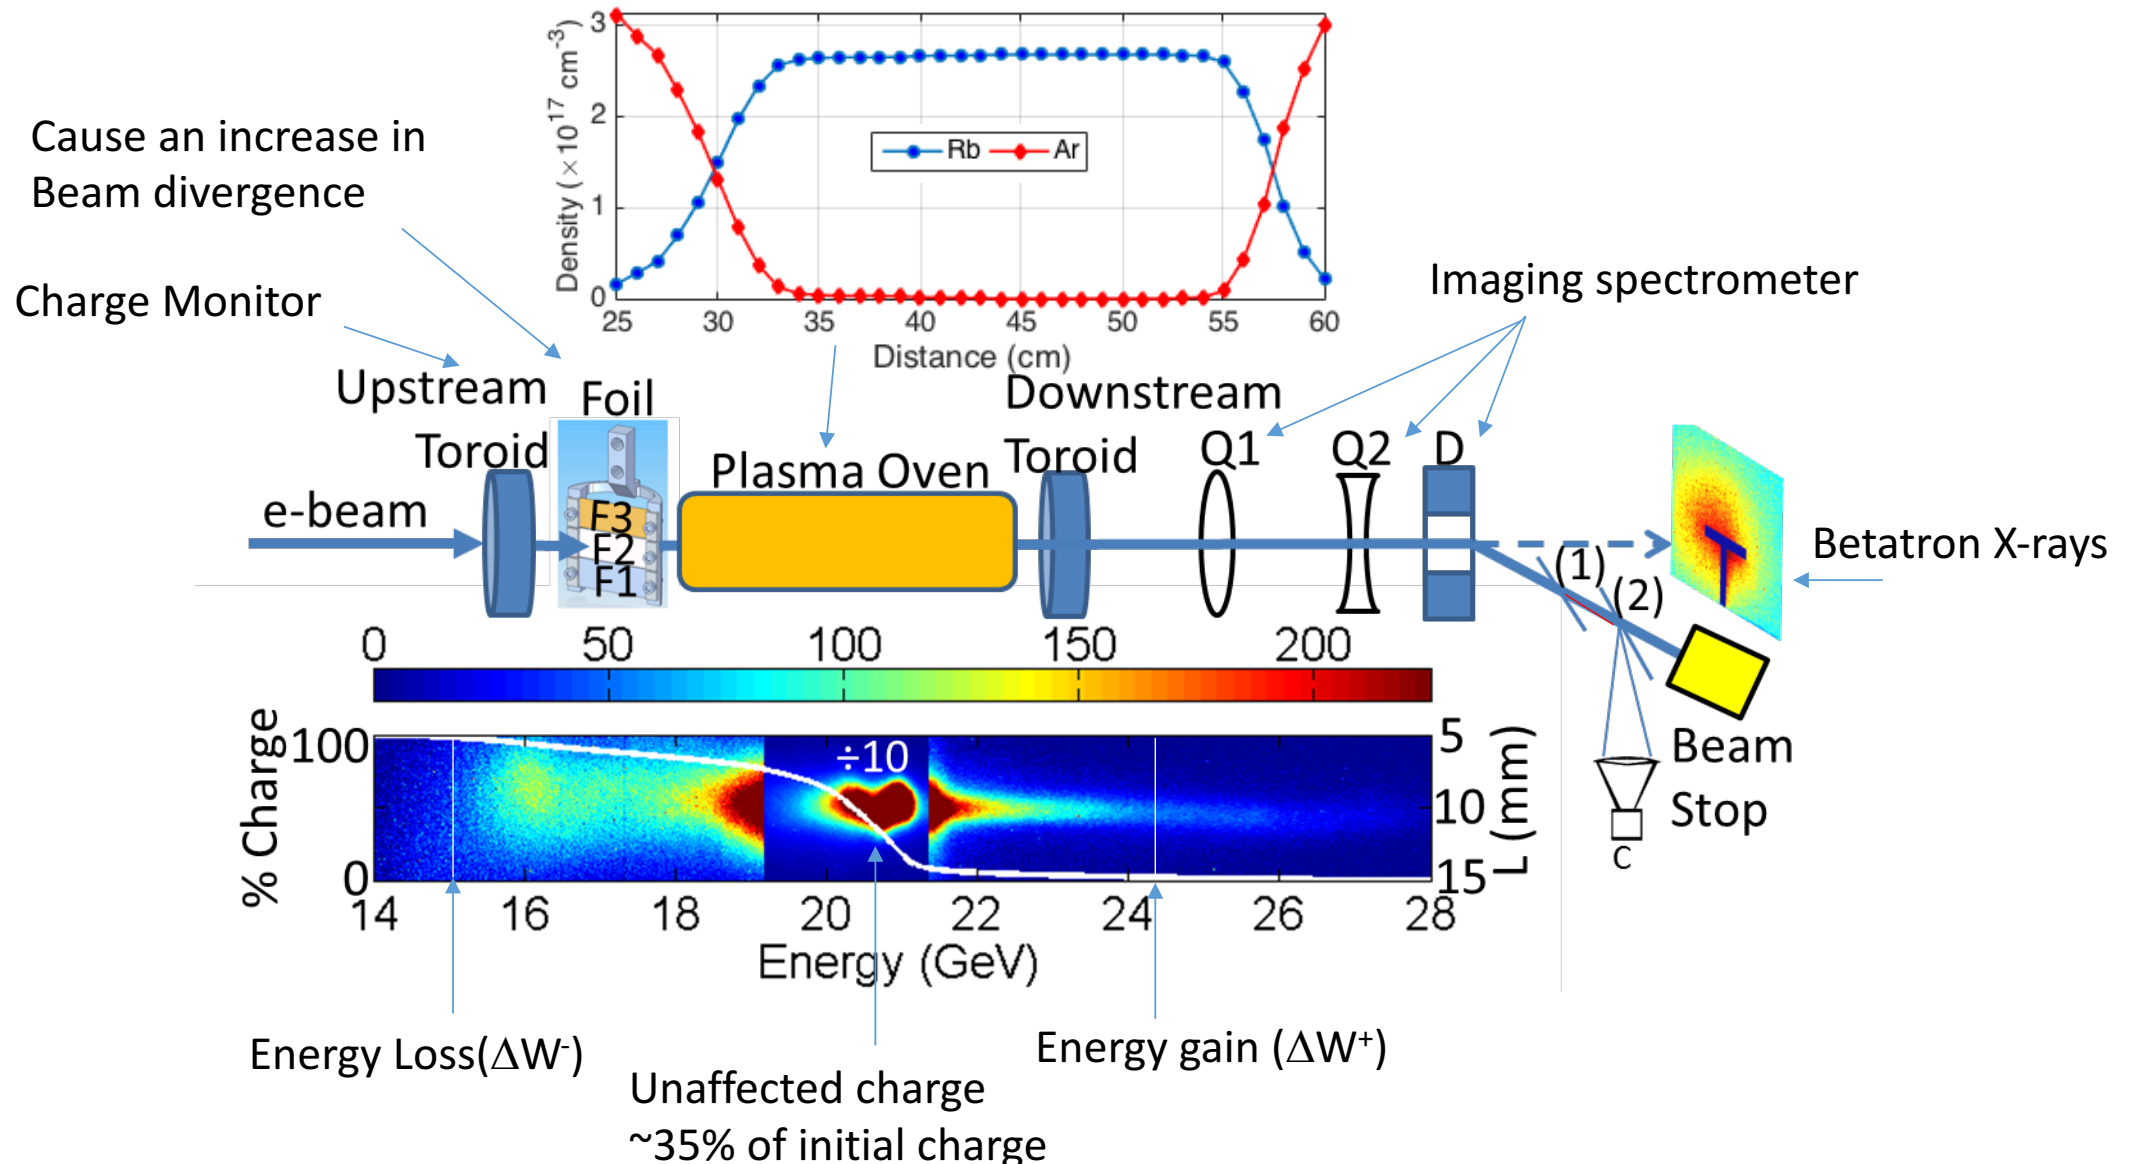 3
2
1
0
Density (×10¹⁷ cm⁻³)
Rb
Ar
25
30
35
40
45
50
55
60
Distance (cm)
Cause an increase in
Beam divergence
Charge Monitor
Imaging spectrometer
Upstream
Toroid
Foil
F3
F2
F1
e-beam
Plasma Oven
Downstream
Toroid
Q1
Q2
D
(1)
(2)
Betatron X-rays
Beam
Stop
C
0
50
100
150
200
% Charge
100
0
÷10
5
10
15
L (mm)
14
16
18
20
22
24
26
28
Energy (GeV)
Energy Loss(ΔW⁻)
Unaffected charge
~35% of initial charge
Energy gain (ΔW⁺)